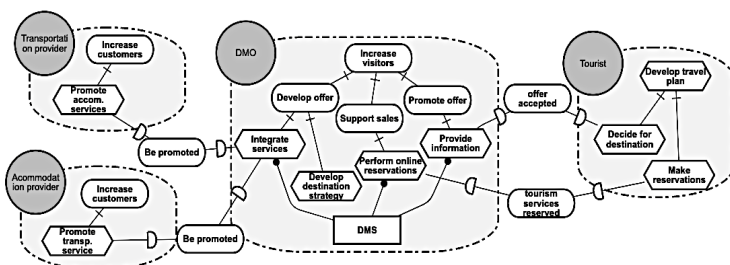 Transportati
on provider
Increase
customers
Promote
accom.
services
Be promoted
Acommodat
ion provider
Increase
customers
Promote
transp.
service
Be promoted
DMO
Increase
visitors
Develop offer
Promote offer
Support sales
Integrate
services
Provide
information
Perform online
reservations
Develop
destination
strategy
DMS
offer
accepted
tourism
services
reserved
Tourist
Develop travel
plan
Decide for
destination
Make
reservations